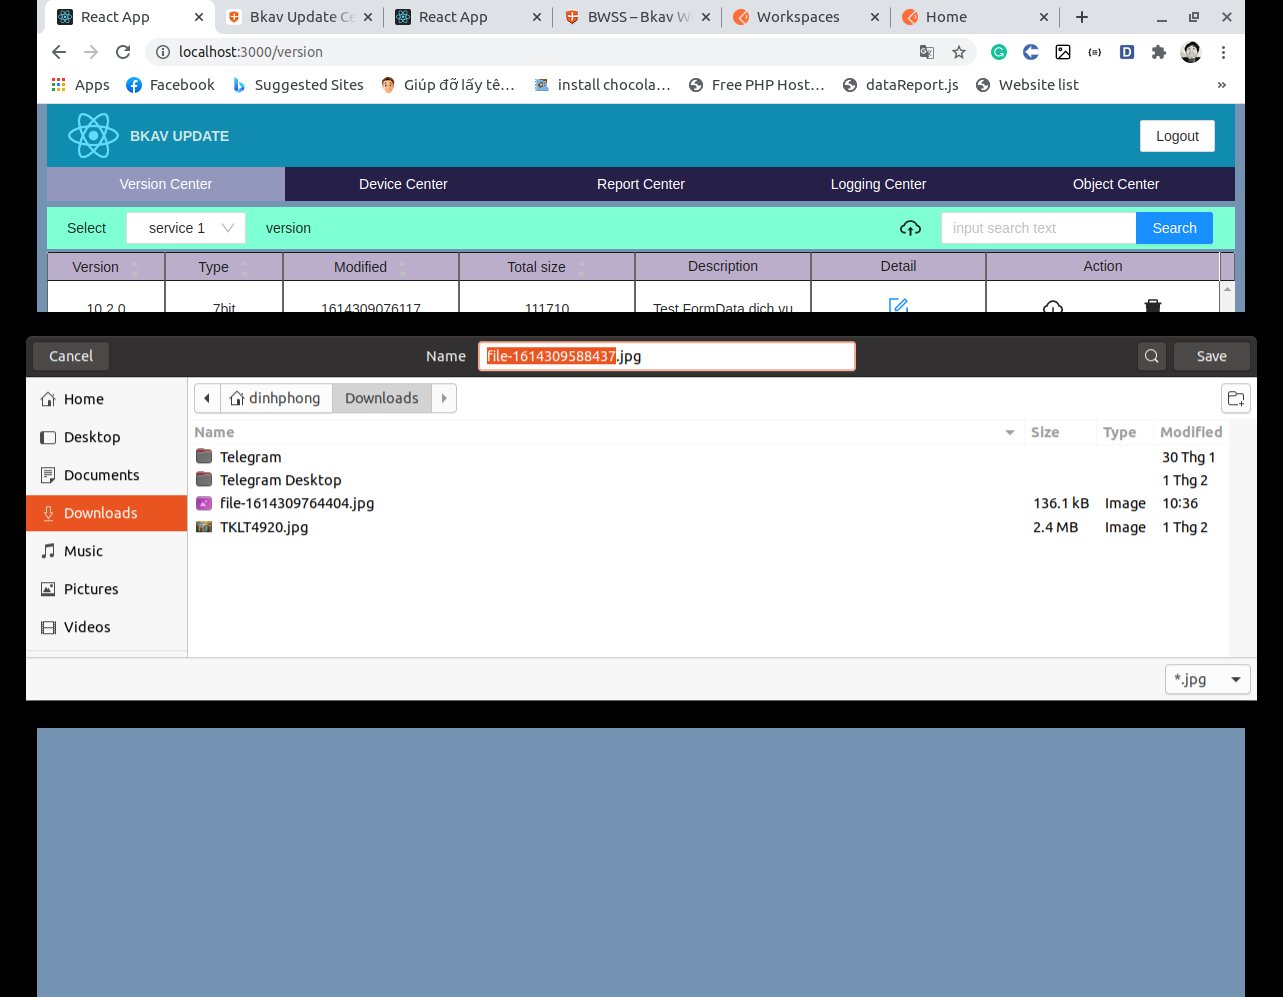 React App
Bkav Update Ce
React App
BWSS – Bkav W
Workspaces
Home
localhost:3000/version
Apps
Facebook
Suggested Sites
Giúp đỡ lấy tê...
install chocola...
Free PHP Host...
dataReport.js
Website list
»
BKAV UPDATE
Logout
Version Center
Device Center
Report Center
Logging Center
Object Center
Select
service 1
version
input search text
Search
Version
Type
Modified
Total size
Description
Detail
Action
10.2.0
7bit
1614309076117
111710
Test FormData dich vu
Cancel
Name
file-1614309588437.jpg
Save
Home
Desktop
Documents
Downloads
Music
Pictures
Videos
dinhphong
Downloads
Name
Size
Type
Modified
Telegram
30 Thg 1
Telegram Desktop
1 Thg 2
file-1614309764404.jpg
136.1 kB
Image
10:36
TKLT4920.jpg
2.4 MB
Image
1 Thg 2
*.jpg